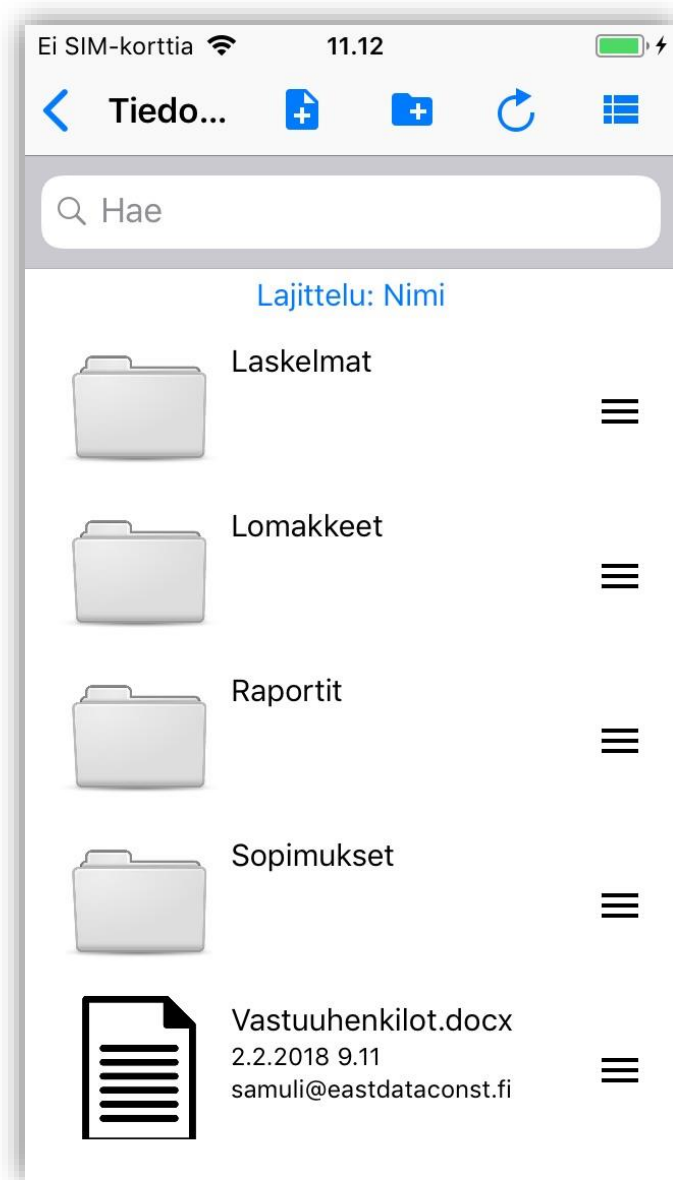 Ei SIM-korttia 11.12
Tiedo...
Hae
Lajittelu: Nimi
Laskelmat
Lomakkeet
Raportit
Sopimukset
Vastuuhenkilot.docx
2.2.2018 9.11
samuli@eastdataconst.fi